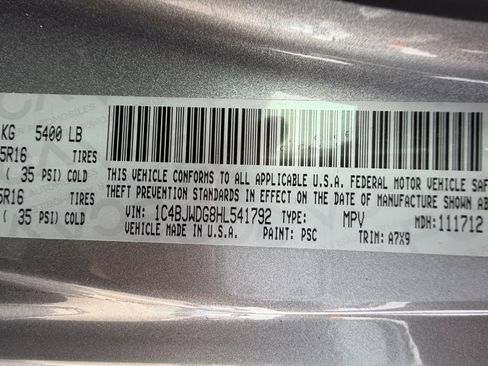 KG 5400 LB
5R16 TIRES
( 35 PSI) COLD
5R16 TIRES
( 35 PSI) COLD
THIS VEHICLE CONFORMS TO ALL APPLICABLE U.S.A. FEDERAL MOTOR VEHICLE SAF
THEFT PREVENTION STANDARDS IN EFFECT ON THE DATE OF MANUFACTURE SHOWN AB
VIN: 1C4BJWDG8HL541792 TYPE: MPV MDH:111712
VEHICLE MADE IN U.S.A. PAINT: PSC TRIM: A7X9